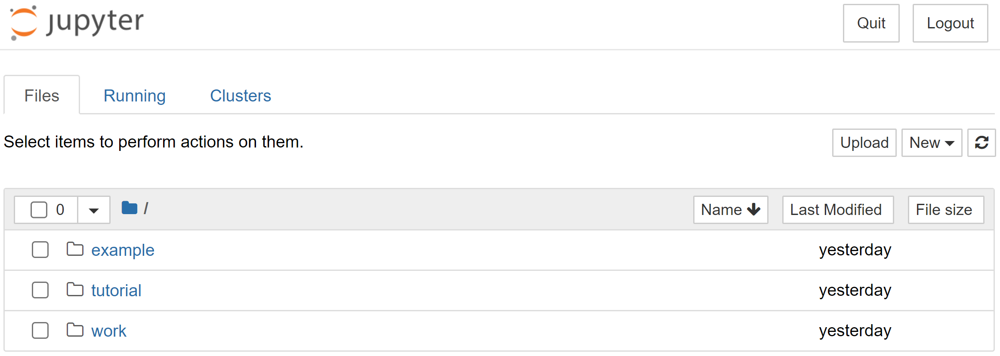 jupyter Quit Logout
Files Running Clusters
Select items to perform actions on them. Upload New
0 / Name Last Modified File size
example yesterday
tutorial yesterday
work yesterday